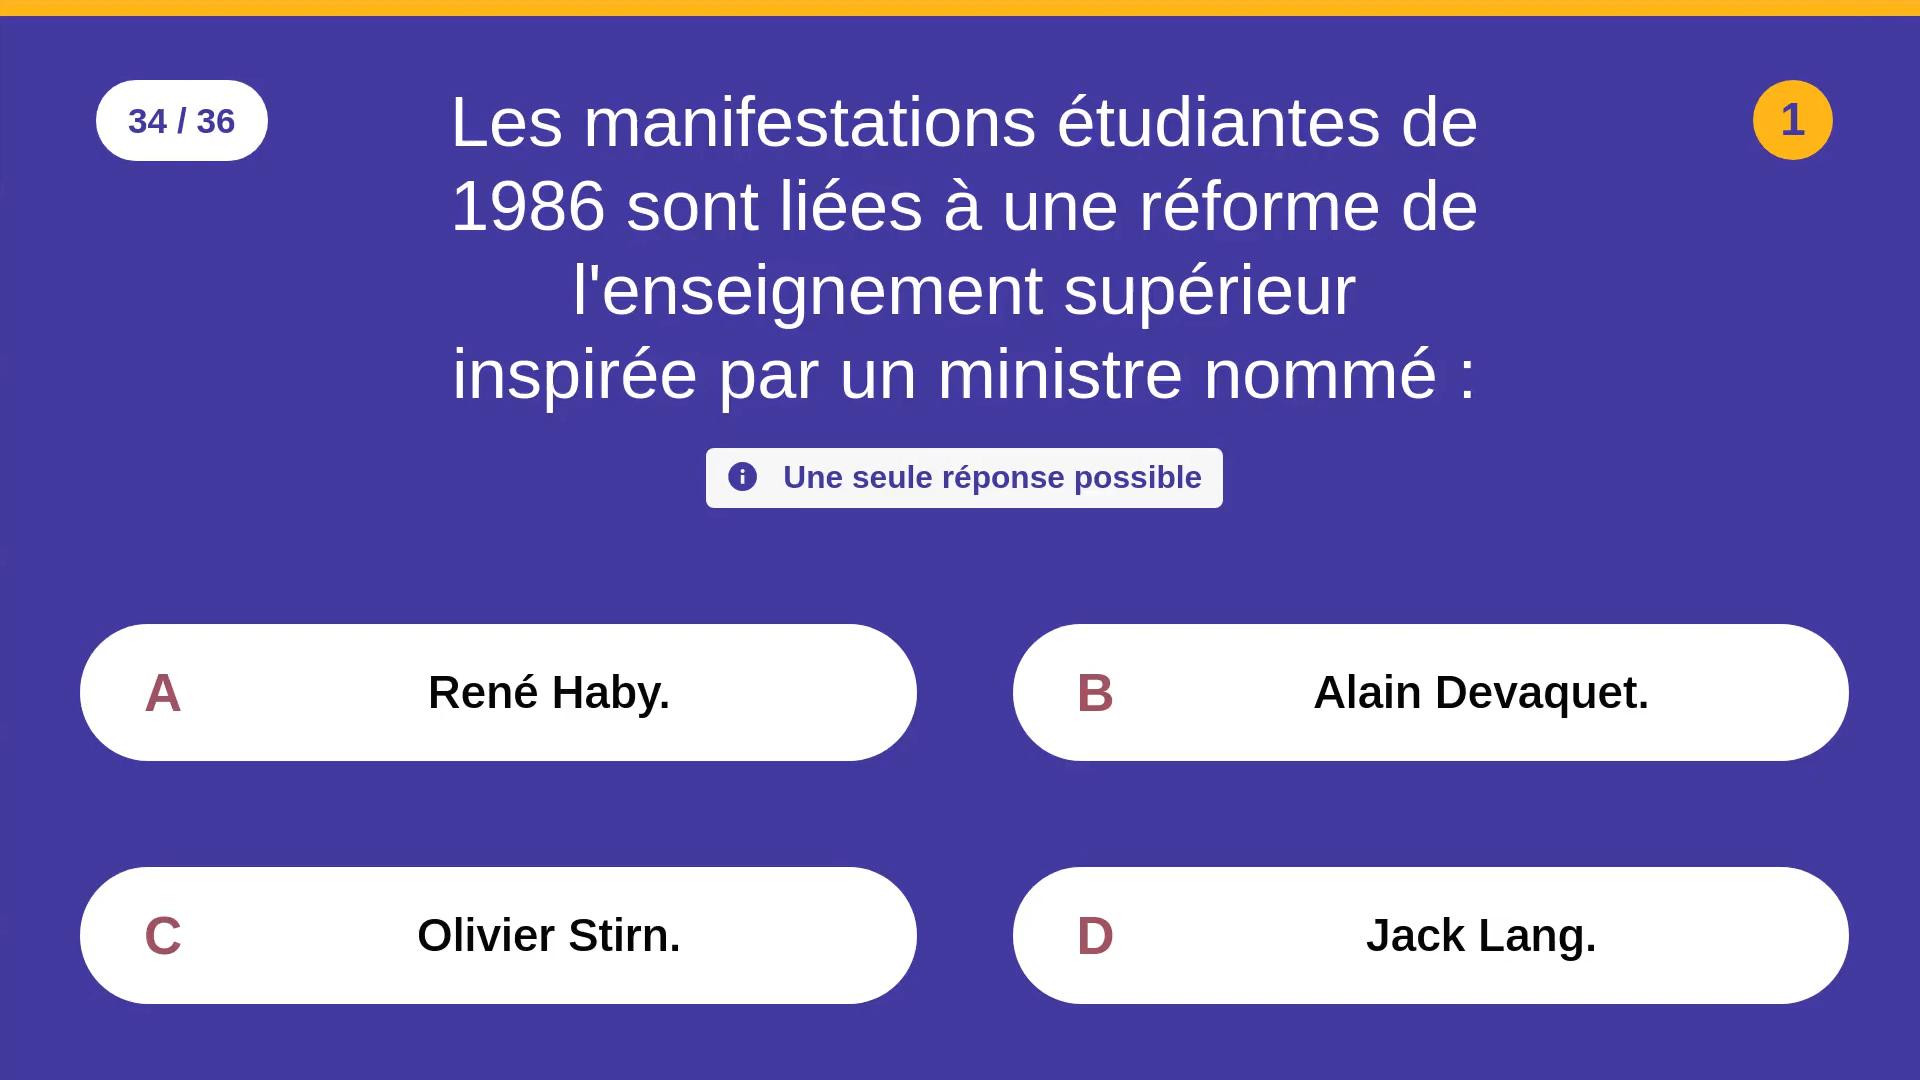 34 / 36
Les manifestations étudiantes de
1986 sont liées à une réforme de
l'enseignement supérieur
inspirée par un ministre nommé :
1
Une seule réponse possible
A René Haby.
B Alain Devaquet.
C Olivier Stirn.
D Jack Lang.